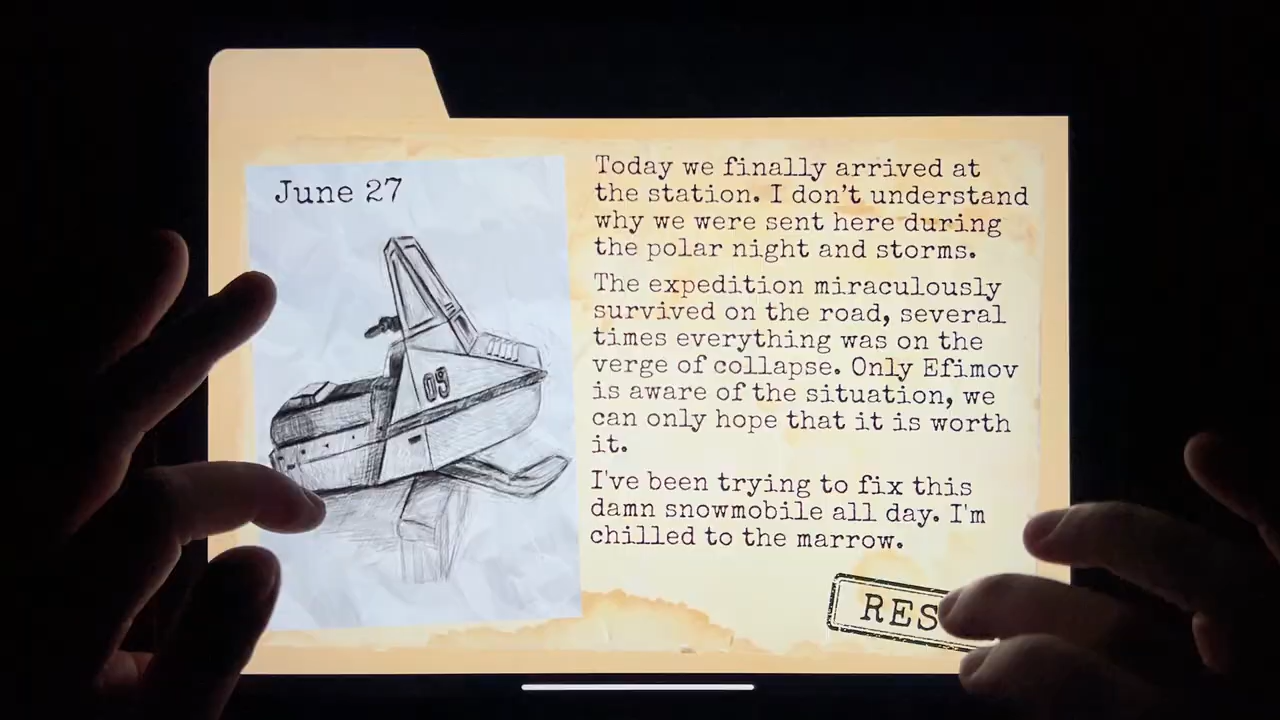 June 27
09
Today we finally arrived at
the station. I don't understand
why we were sent here during
the polar night and storms.
The expedition miraculously
survived on the road, several
times everything was on the
verge of collapse. Only Efimov
is aware of the situation, we
can only hope that it is worth
it.
I've been trying to fix this
damn snowmobile all day. I'm
chilled to the marrow.
RES